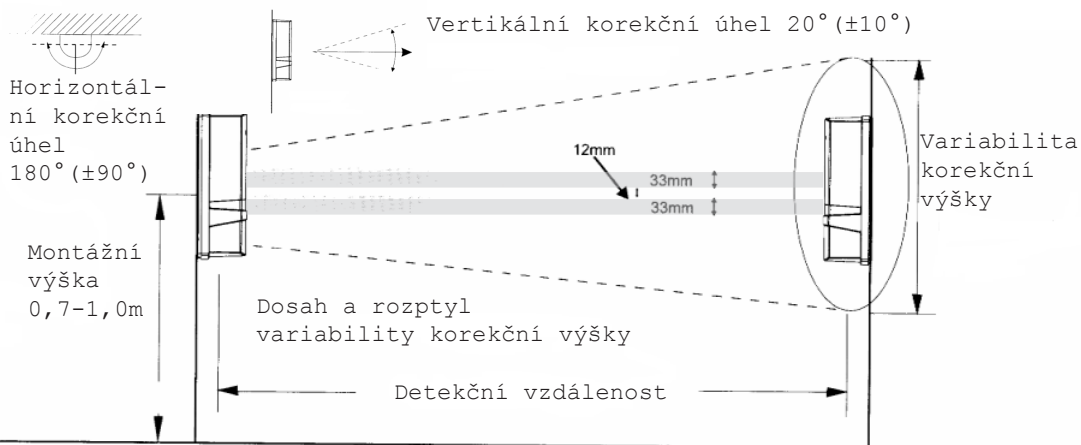 Vertikální korekční úhel 20°(±10°)
Horizontál-
ní korekční
úhel
180°(±90°)
12mm
33mm
33mm
Variabilita
korekční
výšky
Montážní
výška
0,7-1,0m
Dosah a rozptyl
variability korekční výšky
Detekční vzdálenost